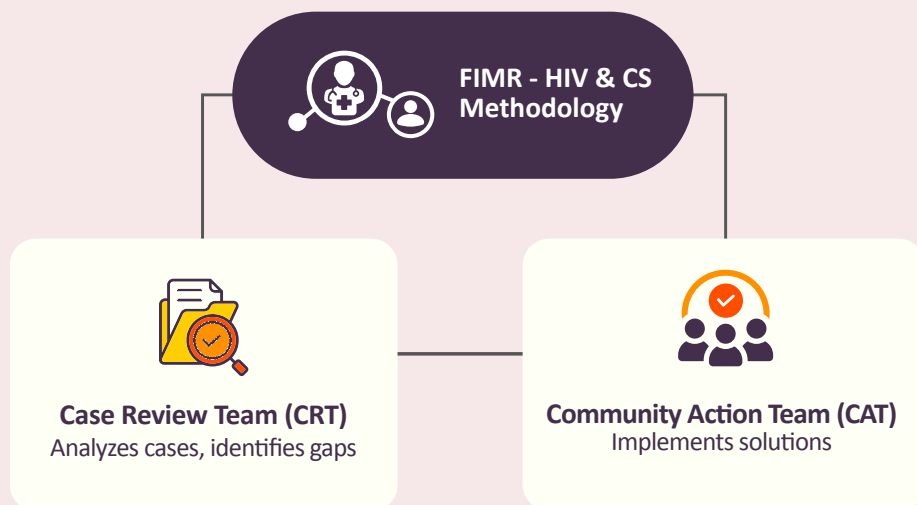 FIMR - HIV & CS
Methodology
Case Review Team (CRT)
Analyzes cases, identifies gaps
Community Action Team (CAT)
Implements solutions